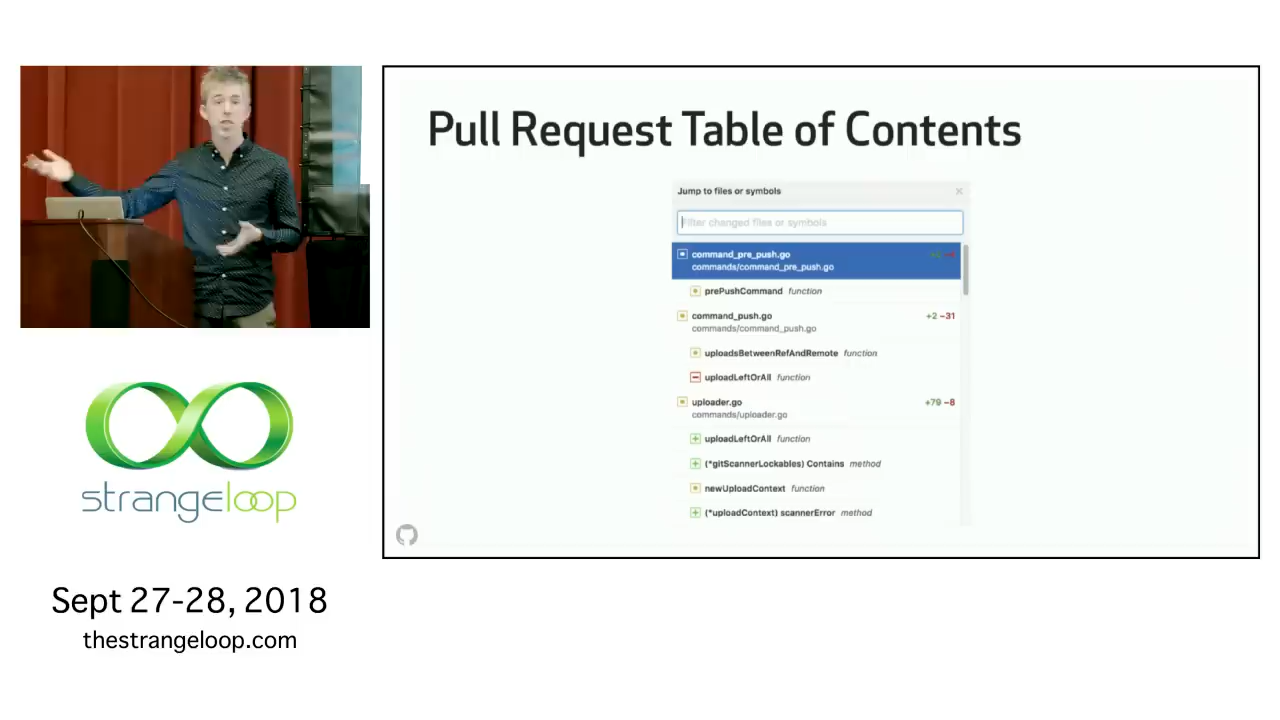 Pull Request Table of Contents
Jump to files or symbols
Filter changed files or symbols
command_pre_push.go
commands/command_pre_push.go
prePushCommand function
command_push.go +2 −31
commands/command_push.go
uploadsBetweenRefAndRemote function
uploadLeftOrAll function
uploader.go +79 −8
commands/uploader.go
uploadLeftOrAll function
(*gitScannerLockables) Contains method
newUploadContext function
(*uploadContext) scannerError method
strangeloop
Sept 27-28, 2018
thestrangeloop.com